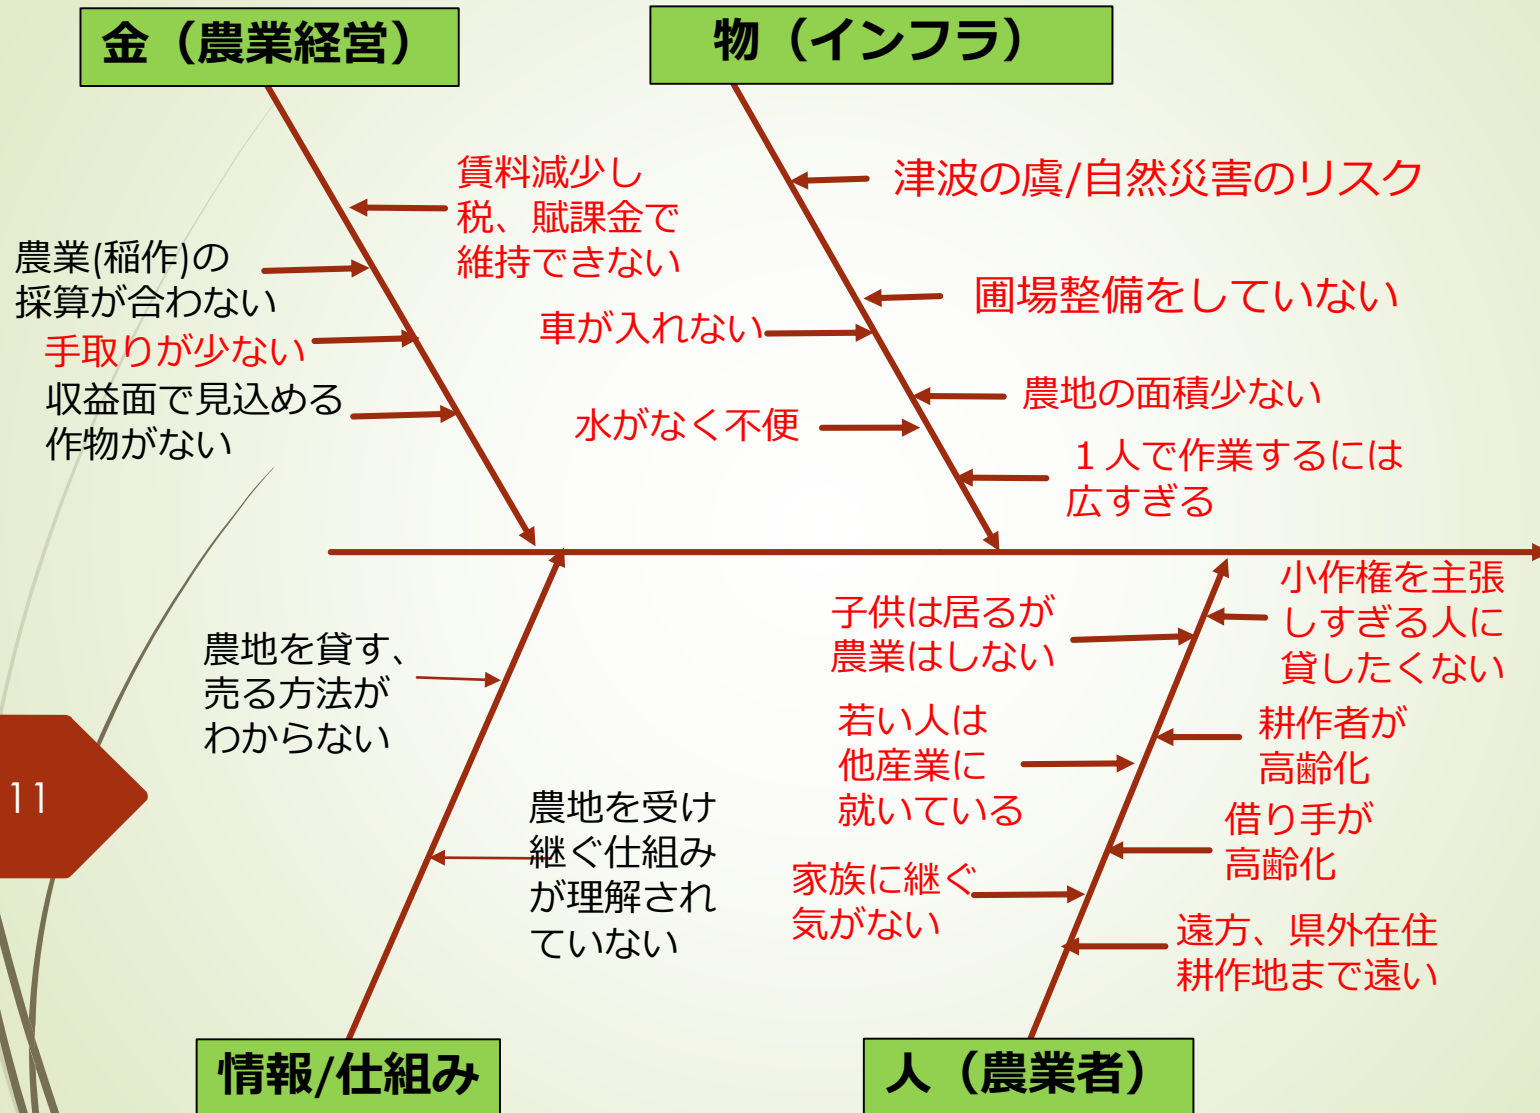 金（農業経営）
物（インフラ）
賃料減少し
税、賦課金で
維持できない
農業(稲作)の
採算が合わない
手取りが少ない
収益面で見込める
作物がない
津波の虞/自然災害のリスク
圃場整備をしていない
車が入れない
農地の面積少ない
水がなく不便
１人で作業するには
広すぎる
農地を貸す、
売る方法が
わからない
農地を受け
継ぐ仕組み
が理解され
ていない
子供は居るが
農業はしない
小作権を主張
しすぎる人に
貸したくない
若い人は
他産業に
就いている
耕作者が
高齢化
借り手が
高齢化
家族に継ぐ
気がない
遠方、県外在住
耕作地まで遠い
11
情報/仕組み
人（農業者）